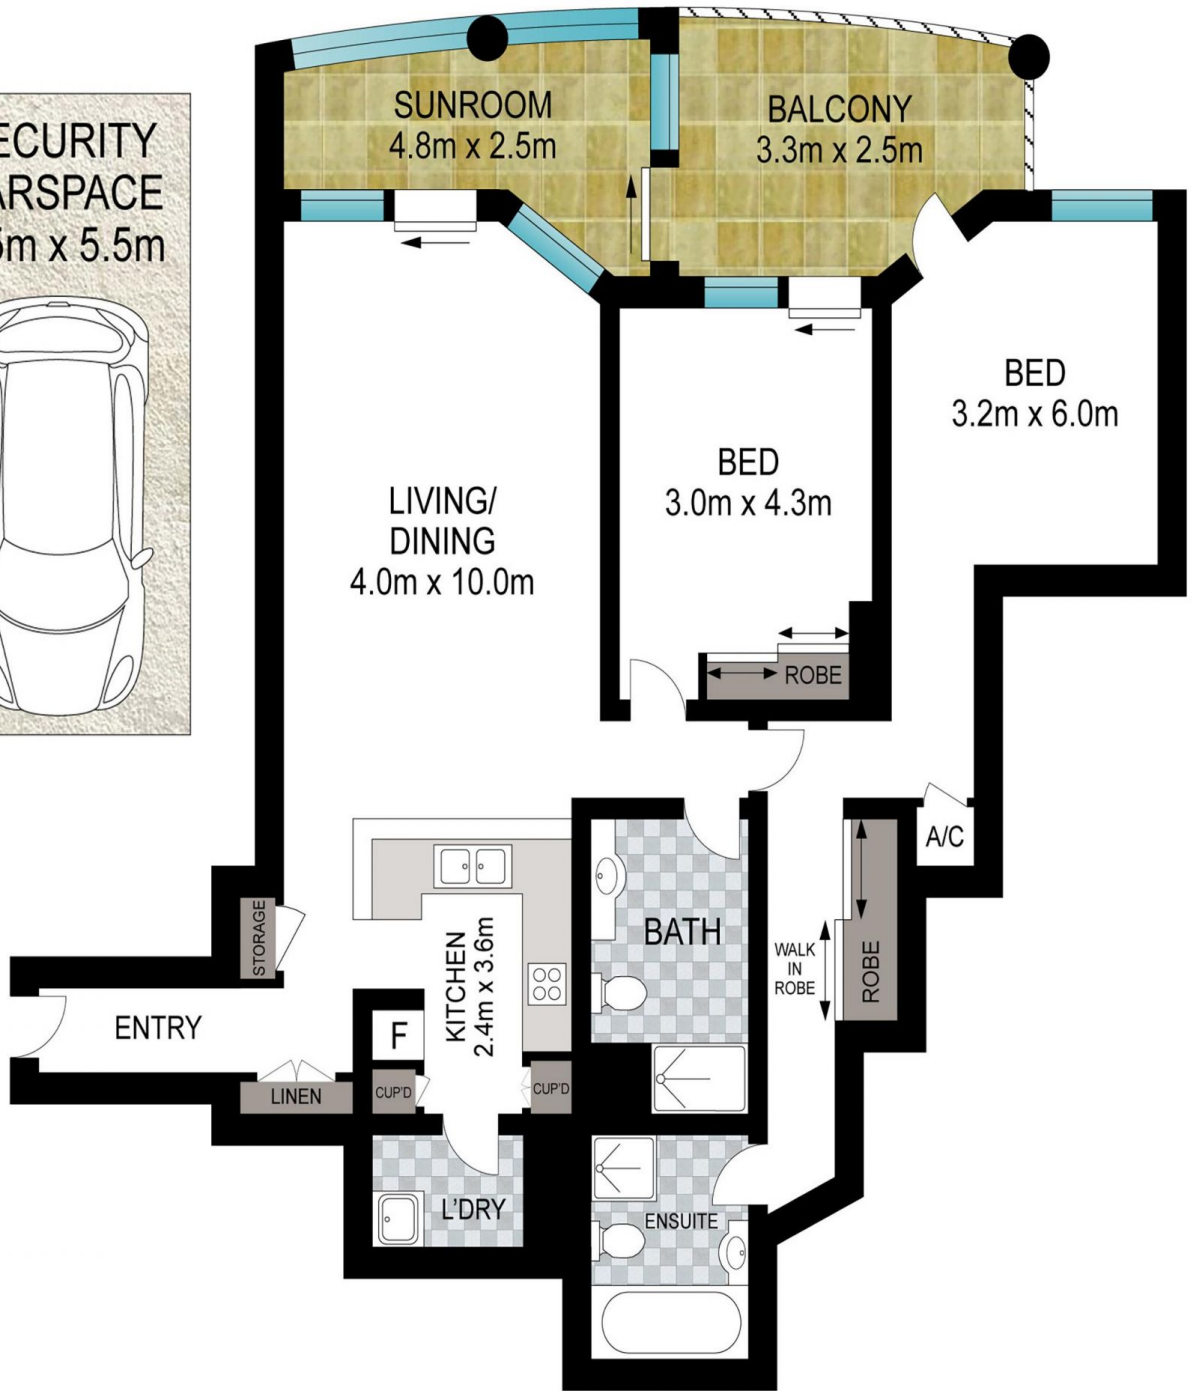 SUNROOM
4.8m x 2.5m
BALCONY
3.3m x 2.5m
ECURITY
ARSPACE
5m x 5.5m
BED
3.2m x 6.0m
BED
3.0m x 4.3m
LIVING/
DINING
4.0m x 10.0m
ROBE
A/C
STORAGE
KITCHEN
2.4m x 3.6m
BATH
WALK
IN
ROBE
ROBE
ENTRY
F
LINEN
CUP'D
CUP'D
L'DRY
ENSUITE